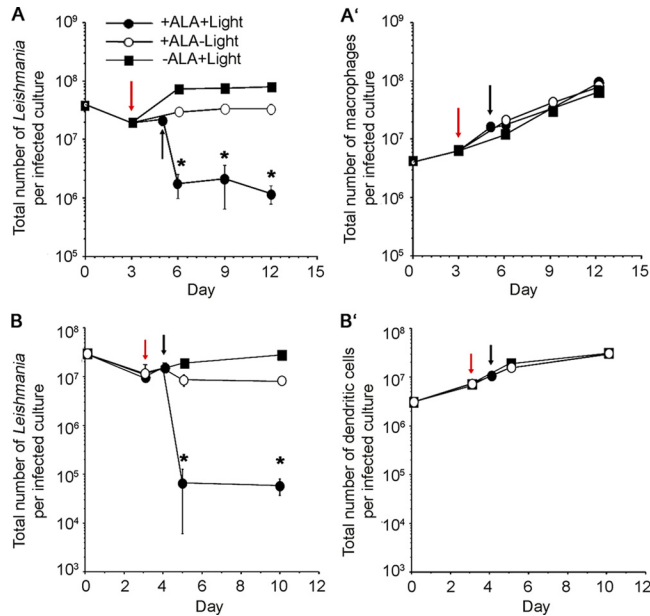 A
+ALA+Light
+ALA-Light
-ALA+Light
Total number of Leishmania
per infected culture
10⁹
10⁸
10⁷
10⁶
10⁵
*
*
*
0 3 6 9 12 15
Day
A'
Total number of macrophages
per infected culture
10⁹
10⁸
10⁷
10⁶
10⁵
0 3 6 9 12 15
Day
B
Total number of Leishmania
per infected culture
10⁸
10⁷
10⁶
10⁵
10⁴
10³
*
*
0 2 4 6 8 10 12
Day
B'
Total number of dendritic cells
per infected culture
10⁸
10⁷
10⁶
10⁵
10⁴
10³
0 2 4 6 8 10 12
Day